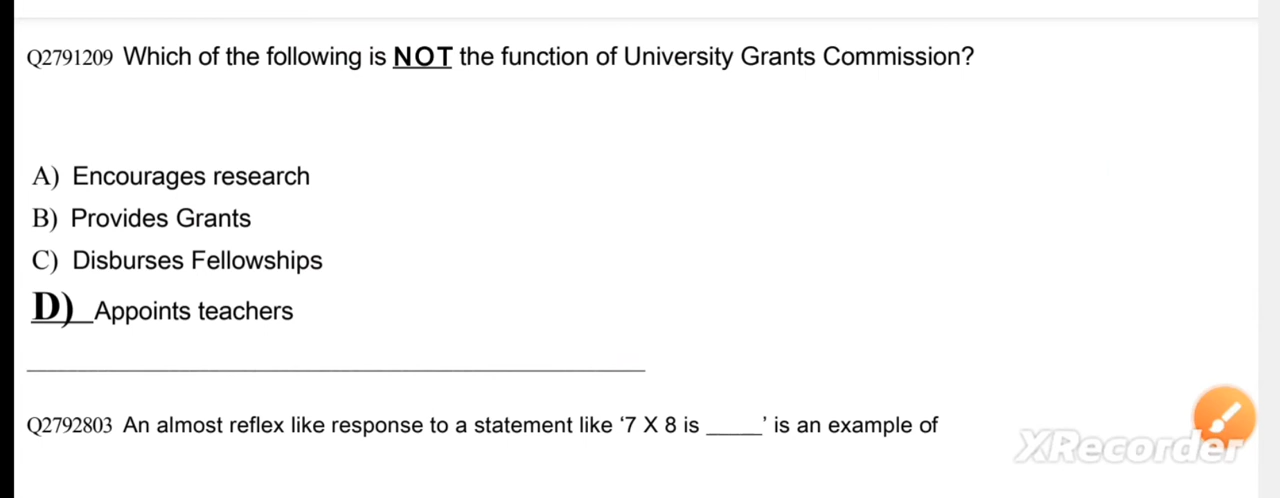 Q2791209 Which of the following is NOT the function of University Grants Commission?
A) Encourages research
B) Provides Grants
C) Disburses Fellowships
D) Appoints teachers
Q2792803 An almost reflex like response to a statement like ‘7 X 8 is _____’ is an example of
XRecorder